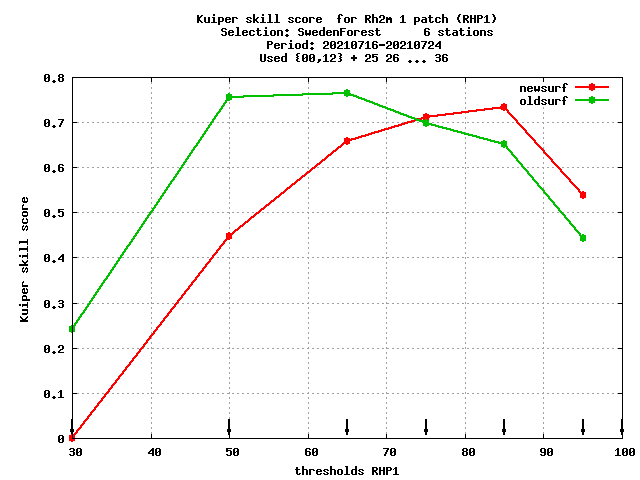 Kuiper skill score  for Rh2m 1 patch (RHP1)
Selection: SwedenForest      6 stations
Period: 20210716-20210724
Used {00,12} + 25 26 ... 36
newsurf
oldsurf
0.8
0.7
0.6
0.5
0.4
0.3
0.2
0.1
0
Kuiper skill score
30 40 50 60 70 80 90 100
thresholds RHP1